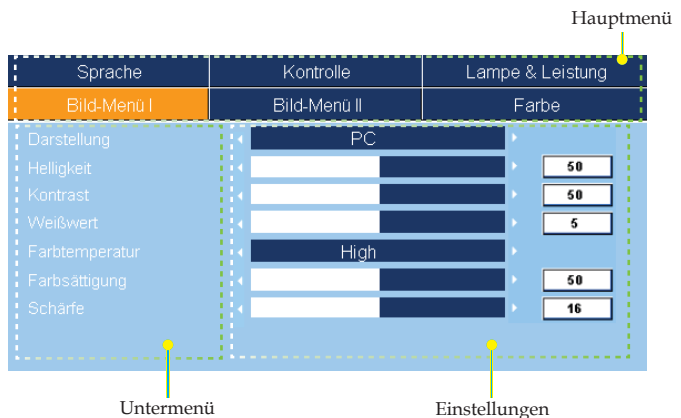 Hauptmenü
Sprache Kontrolle Lampe & Leistung
Bild-Menü I Bild-Menü II Farbe
Darstellung PC
Helligkeit 50
Kontrast 50
Weißwert 5
Farbtemperatur High
Farbsättigung 50
Schärfe 16
Untermenü Einstellungen